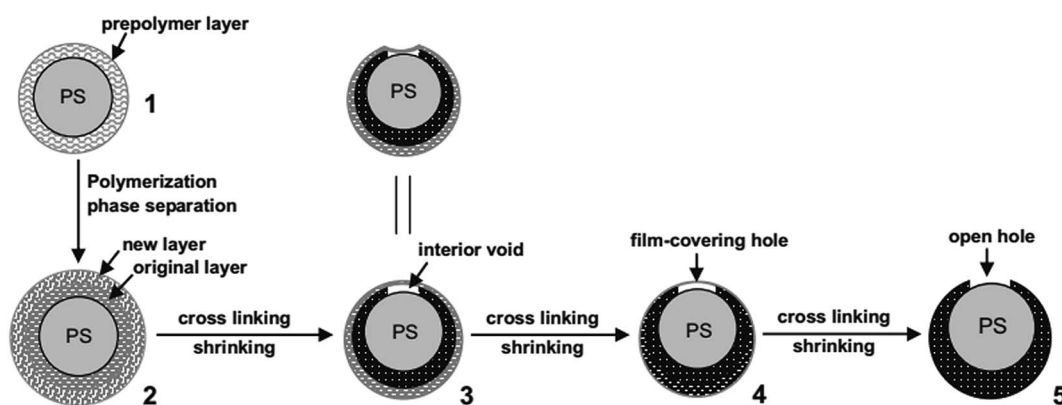 prepolymer layer
PS
1
PS
Polymerization
phase separation
new layer
original layer
PS
2
cross linking
shrinking
interior void
PS
3
cross linking
shrinking
film-covering hole
PS
4
cross linking
shrinking
open hole
PS
5